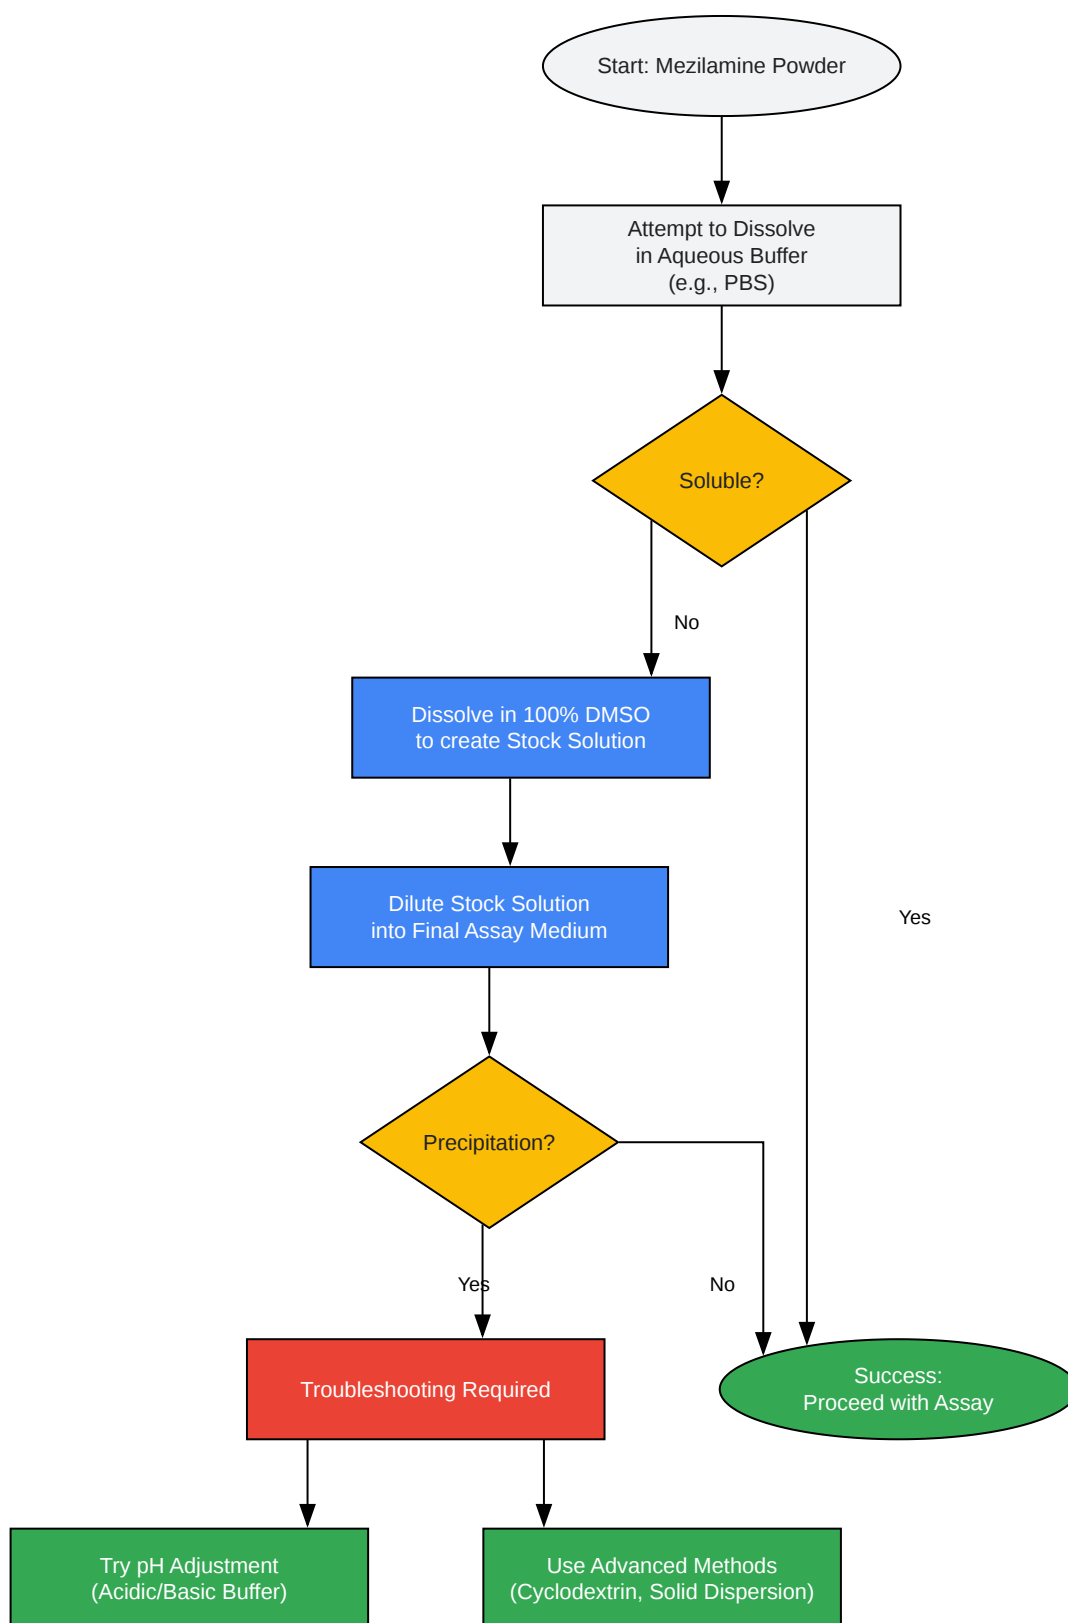 Start: Mezilamine Powder
Attempt to Dissolve
in Aqueous Buffer
(e.g., PBS)
Soluble?
No
Dissolve in 100% DMSO
to create Stock Solution
Dilute Stock Solution
into Final Assay Medium
Yes
Precipitation?
Yes
No
Troubleshooting Required
Success:
Proceed with Assay
Try pH Adjustment
(Acidic/Basic Buffer)
Use Advanced Methods
(Cyclodextrin, Solid Dispersion)